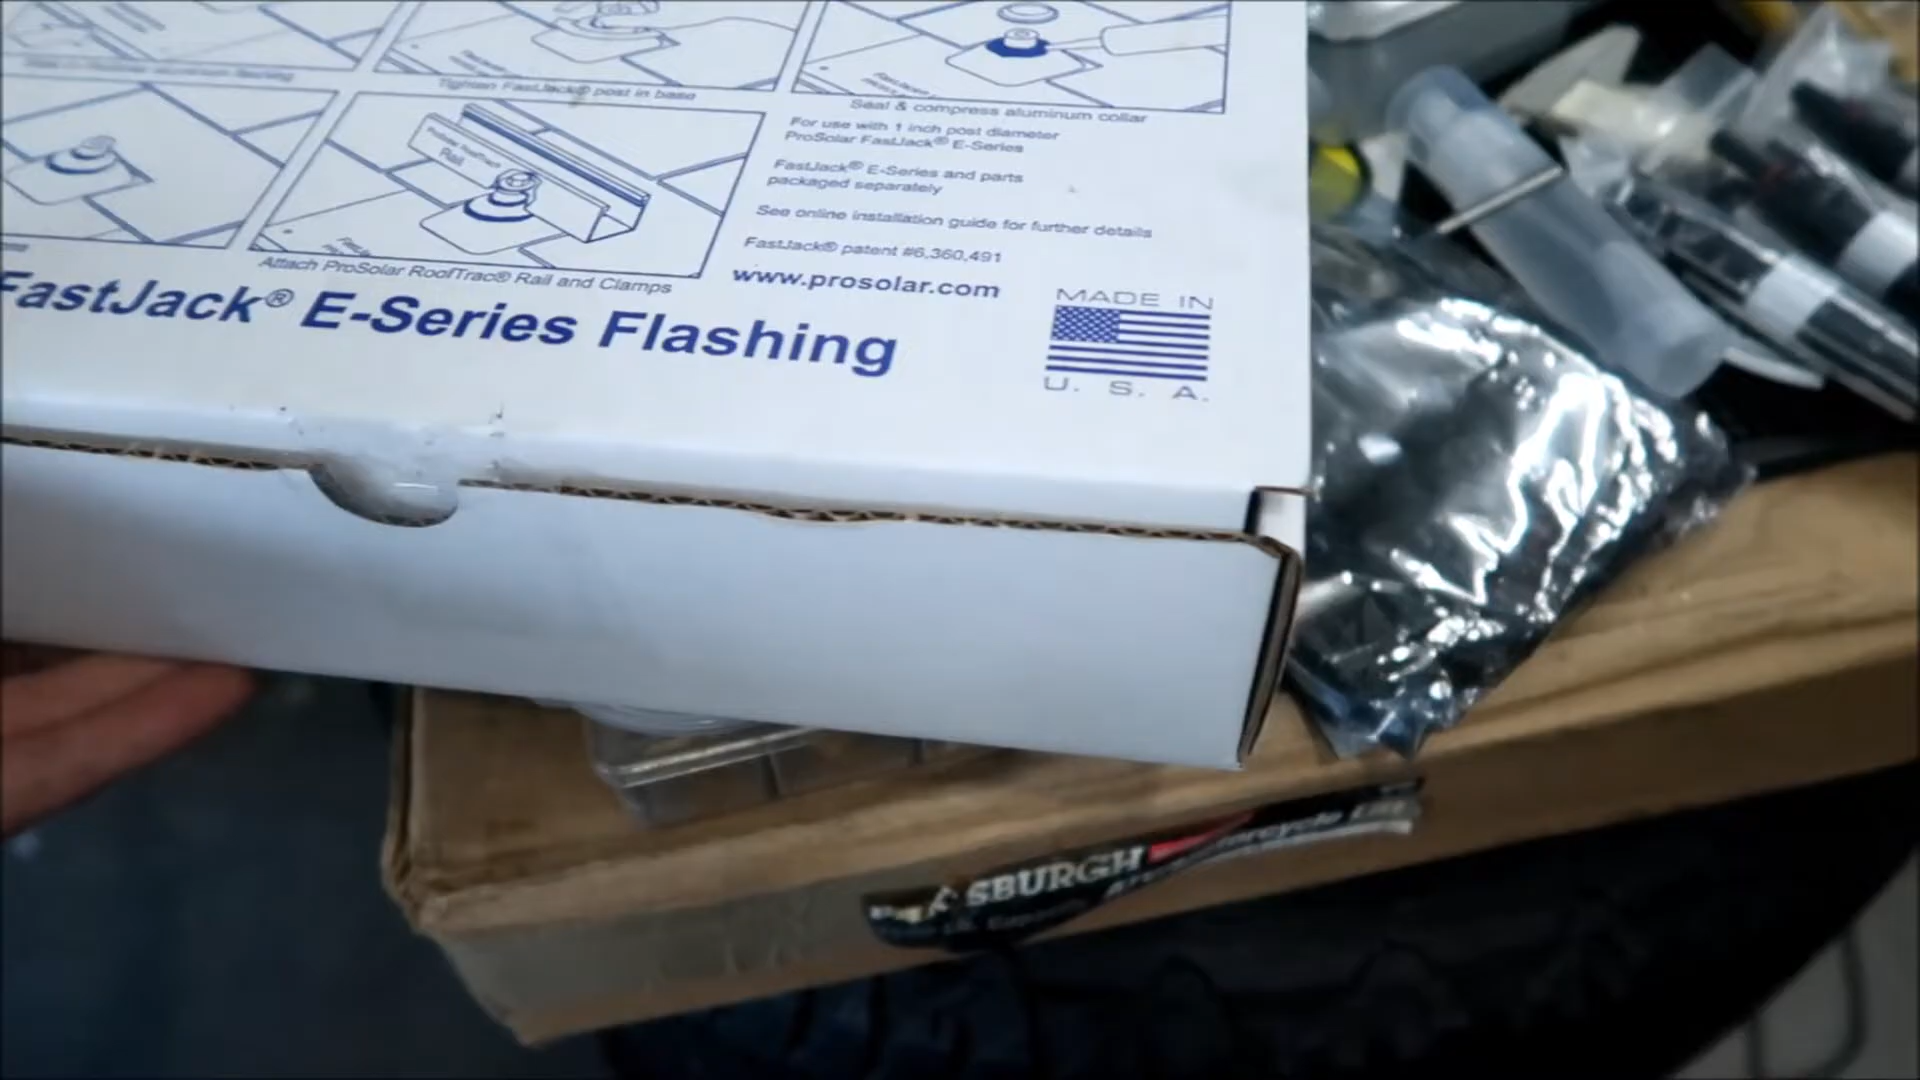 Tighten FastJack® post in base
Seal & compress aluminum collar
For use with 1 inch post diameter
ProSolar FastJack® E-Series
FastJack® E-Series and parts
packaged separately
See online installation guide for further details
FastJack® patent #6,360,491
www.prosolar.com
Rail
Attach ProSolar RoofTrac® Rail and Clamps
FastJack® E-Series Flashing
MADE IN
U. S. A.
SBURGH